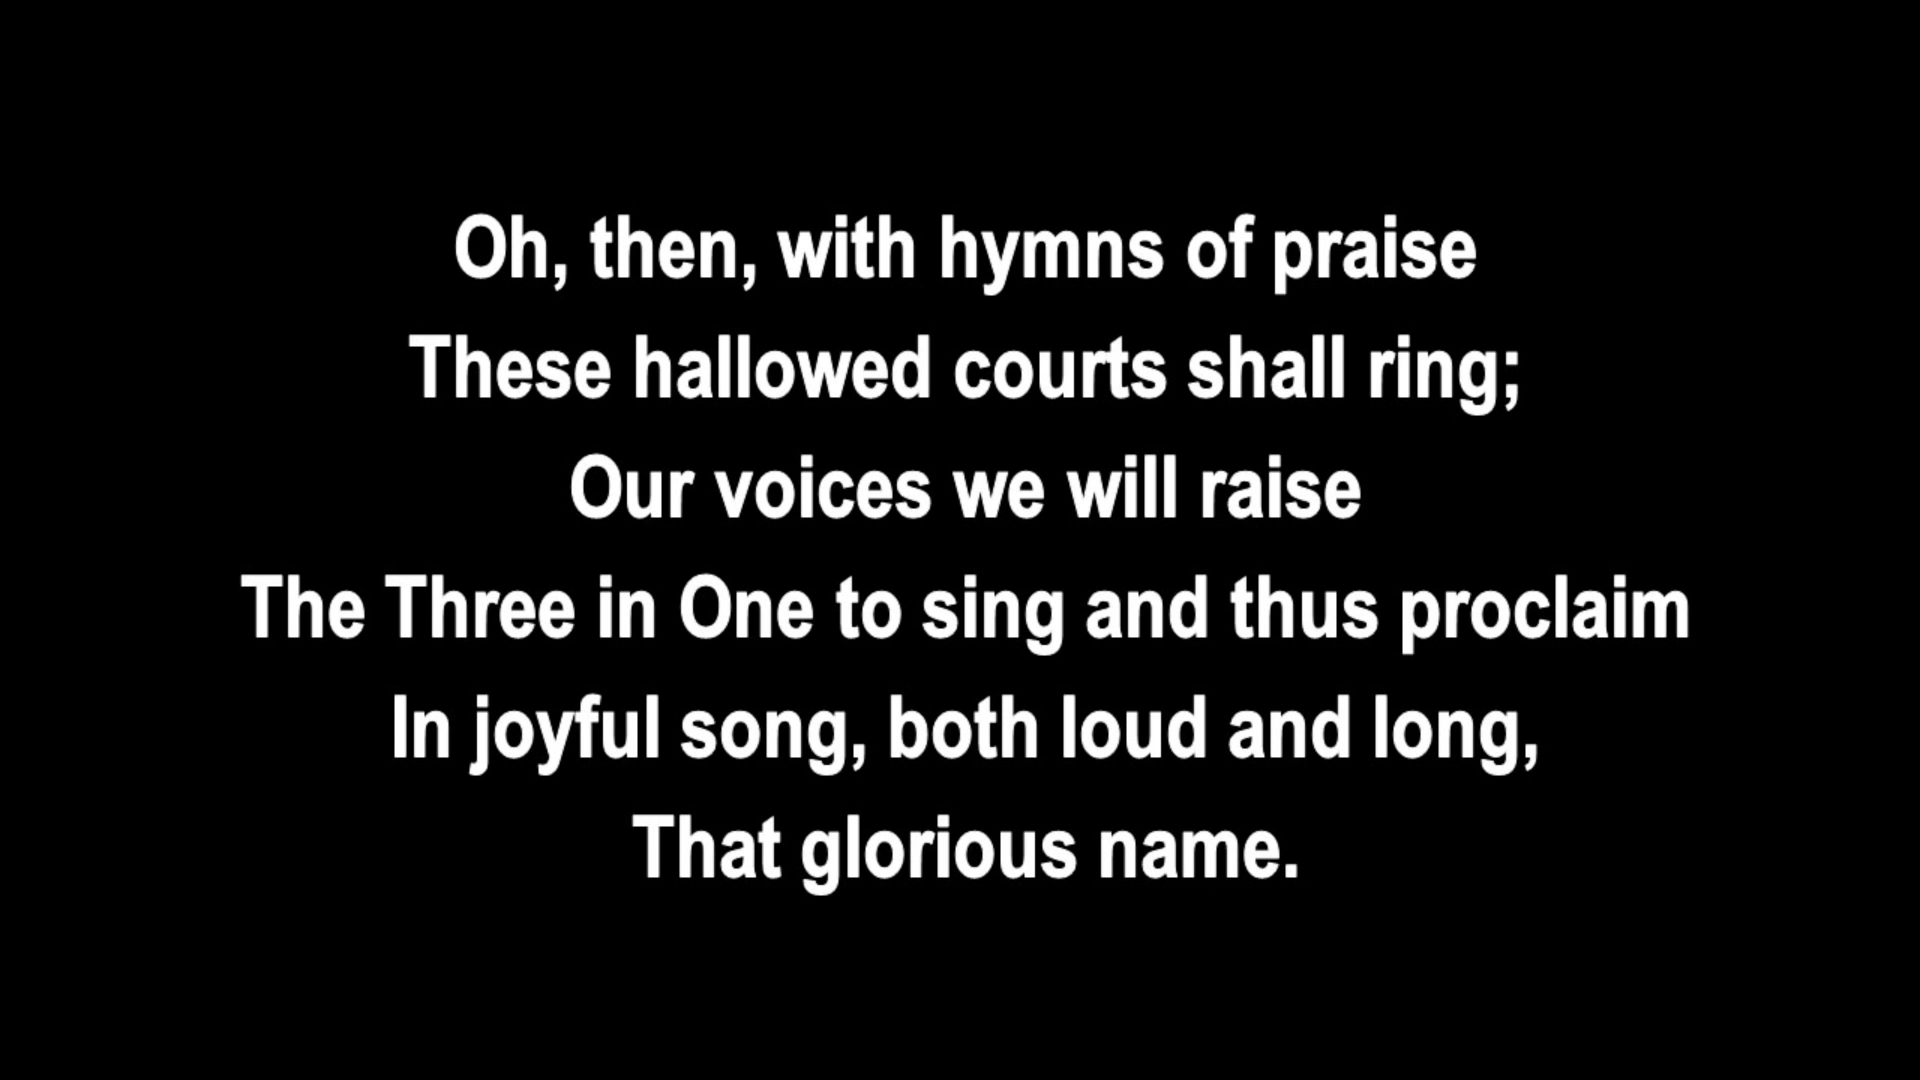 Oh, then, with hymns of praise
These hallowed courts shall ring;
Our voices we will raise
The Three in One to sing and thus proclaim
In joyful song, both loud and long,
That glorious name.